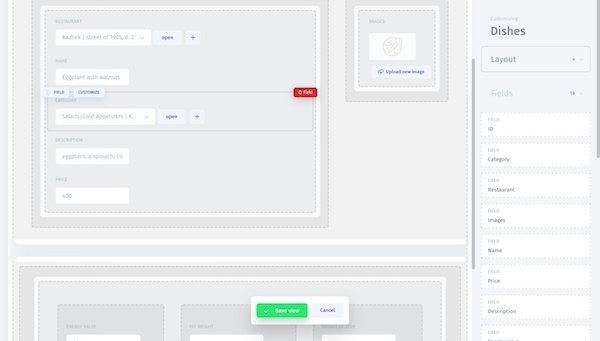 RESTAURANT
Kazbek | street of 1905, d. 2
open
+
NAME
Eggplant with walnuts
FIELD
CUSTOMIZE
Field
CATEGORY
Salads/Cold appetizers | K...
open
+
DESCRIPTION
eggplant, a spinach, cil
PRICE
400
IMAGES
Upload new image
Save view
Cancel
Customizing
Dishes
Layout
Fields
FIELD
ID
FIELD
Category
FIELD
Restaurant
FIELD
Images
FIELD
Name
FIELD
Price
FIELD
Description
FIELD